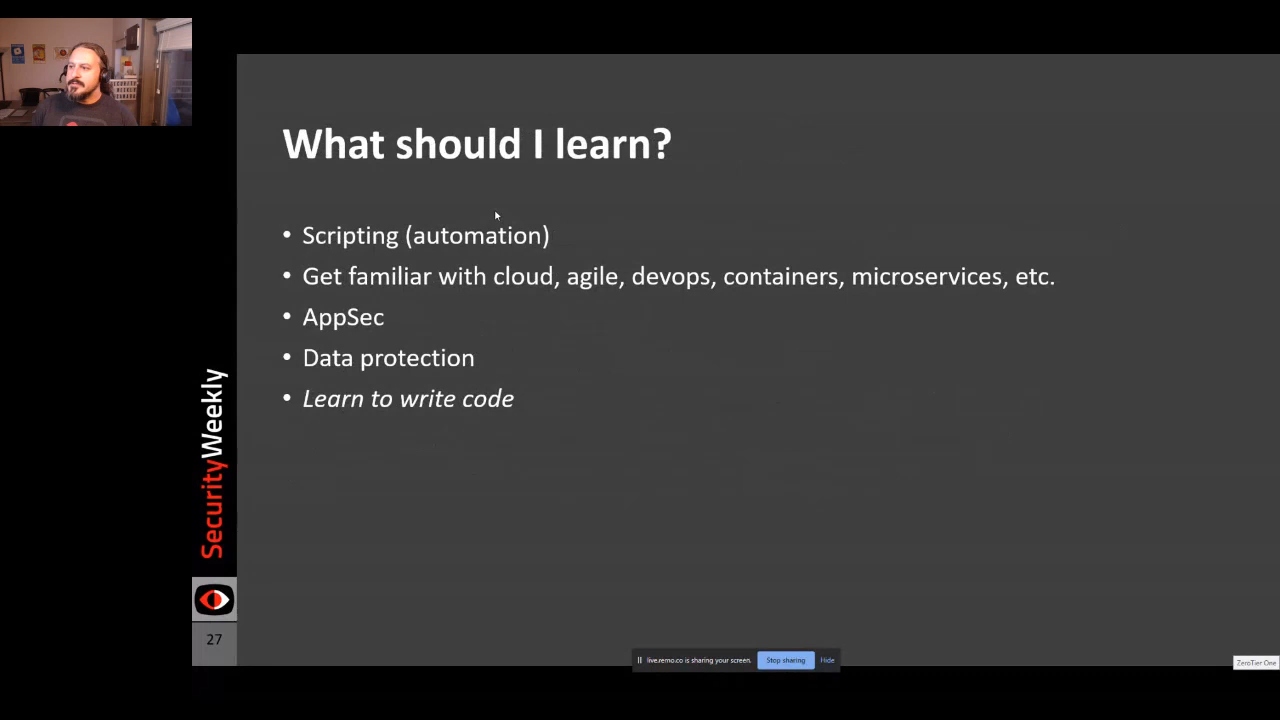 What should I learn?
• Scripting (automation)
• Get familiar with cloud, agile, devops, containers, microservices, etc.
• AppSec
• Data protection
• Learn to write code
SecurityWeekly
27
live.remo.co is sharing your screen.
Stop sharing
Hide
ZeroTier One